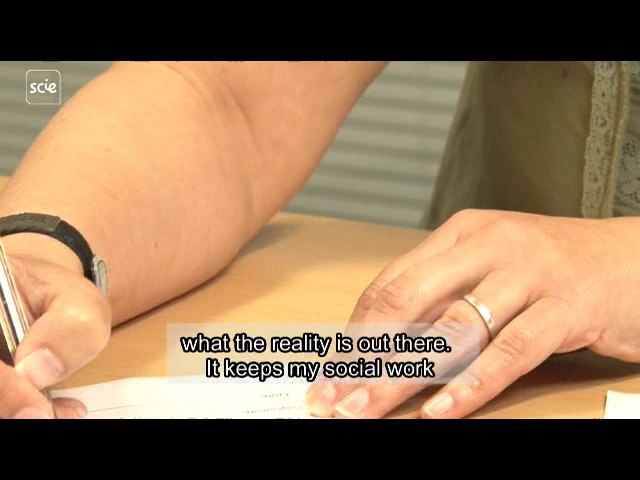 scie
what the reality is out there.
It keeps my social work